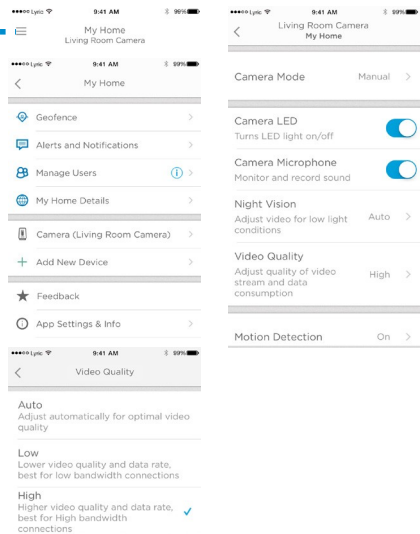 Lyric 9:41 AM 99%
My Home
Living Room Camera
Lyric 9:41 AM 99%
My Home
Geofence
Alerts and Notifications
Manage Users
My Home Details
Camera (Living Room Camera)
Add New Device
Feedback
App Settings & Info
Lyric 9:41 AM 99%
Video Quality
Auto
Adjust automatically for optimal video
quality
Low
Lower video quality and data rate,
best for low bandwidth connections
High
Higher video quality and data rate,
best for High bandwidth
connections
Lyric 9:41 AM 99%
Living Room Camera
My Home
Camera Mode Manual
Camera LED
Turns LED light on/off
Camera Microphone
Monitor and record sound
Night Vision
Adjust video for low light Auto
conditions
Video Quality
Adjust quality of video
stream and data High
consumption
Motion Detection On